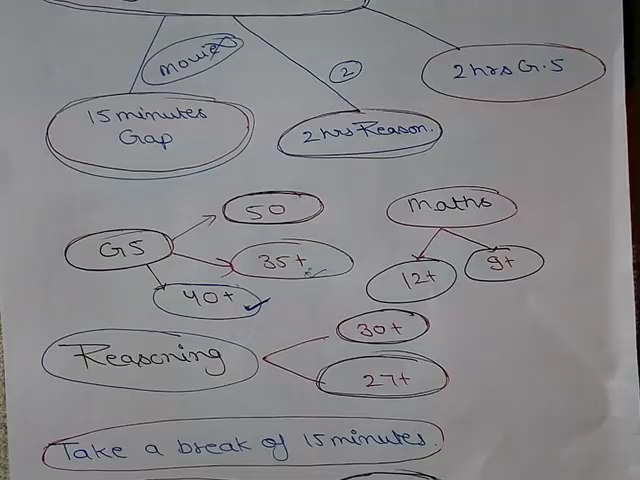 movie
2
2 hrs G.S
15 minutes
Gap
2 hrs Reason.
50
Maths
GS
35+
12+
9+
40+
30+
Reasoning
27+
Take a break of 15 minutes.